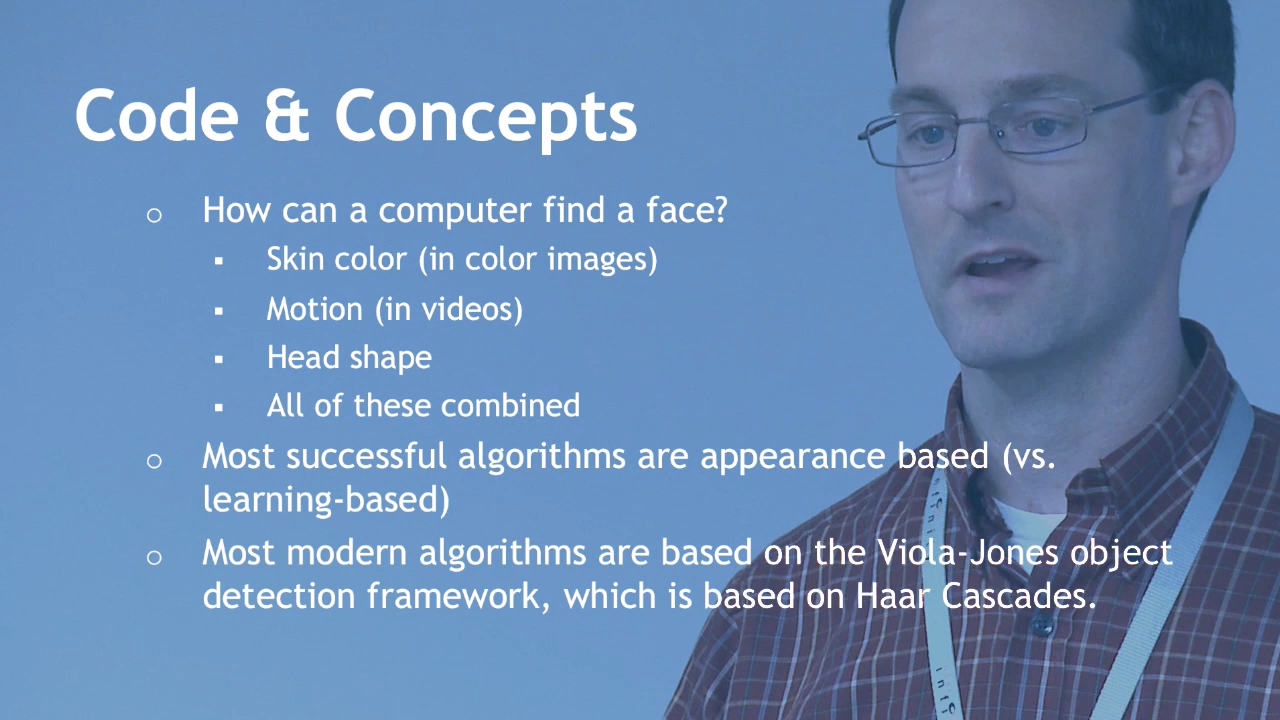 Code & Concepts
o How can a computer find a face?
▪ Skin color (in color images)
▪ Motion (in videos)
▪ Head shape
▪ All of these combined
o Most successful algorithms are appearance based (vs.
learning-based)
o Most modern algorithms are based on the Viola-Jones object
detection framework, which is based on Haar Cascades.